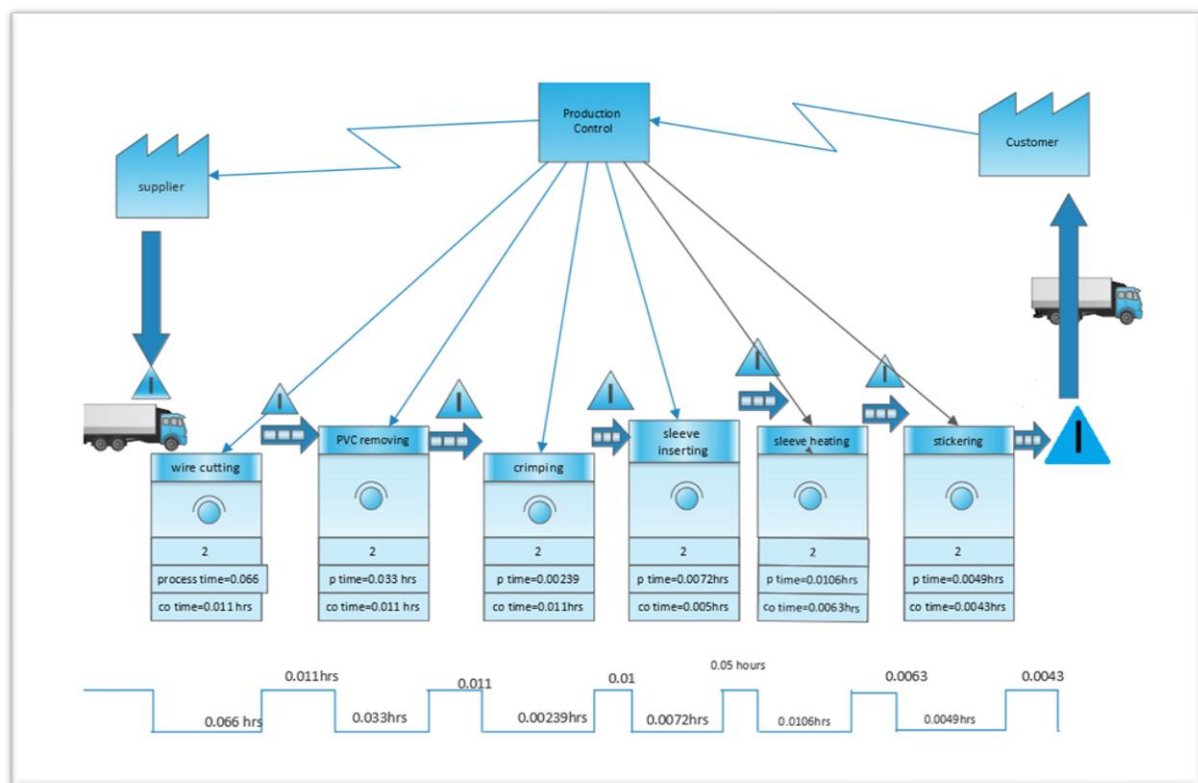 Production
Control
Customer
supplier
I
I
I
I
I
I
I
wire cutting
2
process time=0.066
co time=0.011 hrs
PVC removing
2
p time=0.033 hrs
co time=0.011 hrs
crimping
2
p time=0.00239
co time=0.011hrs
sleeve
inserting
2
p time=0.0072hrs
co time=0.005hrs
sleeve heating
2
p time=0.0106hrs
co time=0.0063hrs
stickering
2
p time=0.0049hrs
co time=0.0043hrs
0.011hrs
0.011
0.01
0.05 hours
0.0063
0.0043
0.066 hrs
0.033hrs
0.00239hrs
0.0072hrs
0.0106hrs
0.0049hrs